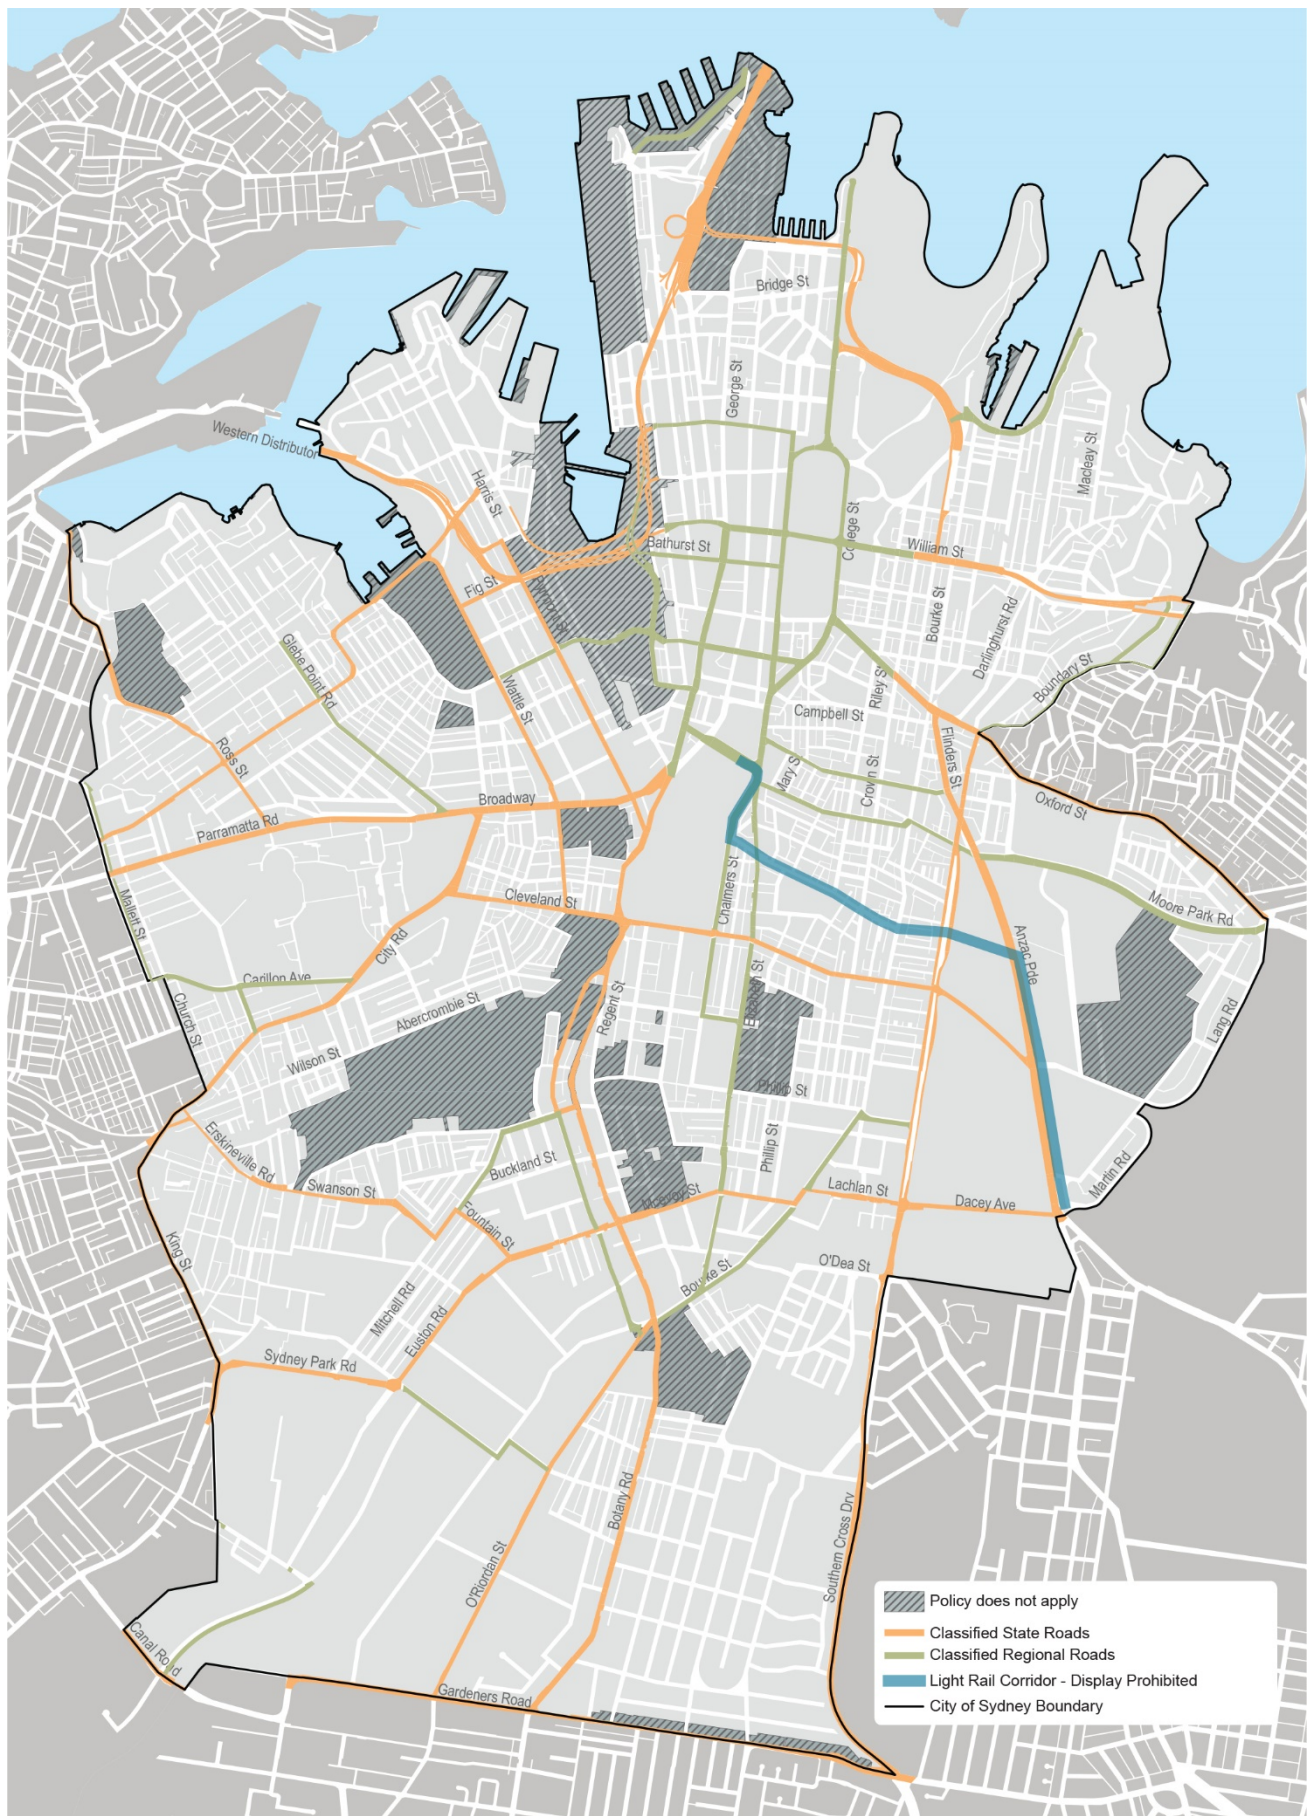 Bridge St
George St
Western Distributor
Macleay St
Harris St
College St
Bathurst St
William St
Fig St
Pyrmont St
Bourke St
Darlinghurst Rd
Glebe Point Rd
Boundary St
Riley St
Wattle St
Campbell St
Ross St
Flinders St
Mary S
Crown St
Broadway
Oxford St
Parramatta Rd
Chalmers St
Cleveland St
Mallett St
Moore Park Rd
City Rd
Anzac Pde
Carillon Ave
Elizabeth St
Abercrombie St
Regent St
Church St
Lang Rd
Wilson St
Phillip St
Erskineville Rd
Phillip St
Buckland St
Martin Rd
Swanson St
Mcevoy St
Lachlan St
Dacey Ave
Fountain St
King St
O'Dea St
Bourke St
Mitchell Rd
Euston Rd
Sydney Park Rd
Botany Rd
O'Riordan St
Southern Cross Drv
Canal Road
Gardeners Road
Policy does not apply
Classified State Roads
Classified Regional Roads
Light Rail Corridor - Display Prohibited
City of Sydney Boundary